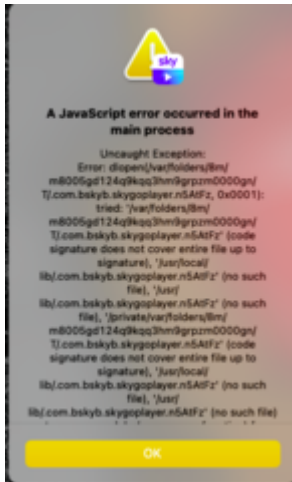 sky
A JavaScript error occurred in the
main process
Uncaught Exception:
Error: dlopen(/var/folders/8m/
m8005gd124q9kqq3hm9grpzm0000gn/
T/.com.bskyb.skygoplayer.n5AtFz, 0x0001):
tried: '/var/folders/8m/
m8005gd124q9kqq3hm9grpzm0000gn/
T/.com.bskyb.skygoplayer.n5AtFz' (code
signature does not cover entire file up to
signature), '/usr/local/
lib/.com.bskyb.skygoplayer.n5AtFz' (no such
file), '/usr/
lib/.com.bskyb.skygoplayer.n5AtFz' (no such
file), '/private/var/folders/8m/
m8005gd124q9kqq3hm9grpzm0000gn/
T/.com.bskyb.skygoplayer.n5AtFz' (code
signature does not cover entire file up to
signature), '/usr/local/
lib/.com.bskyb.skygoplayer.n5AtFz' (no such
file), '/usr/
lib/.com.bskyb.skygoplayer.n5AtFz' (no such file)
OK